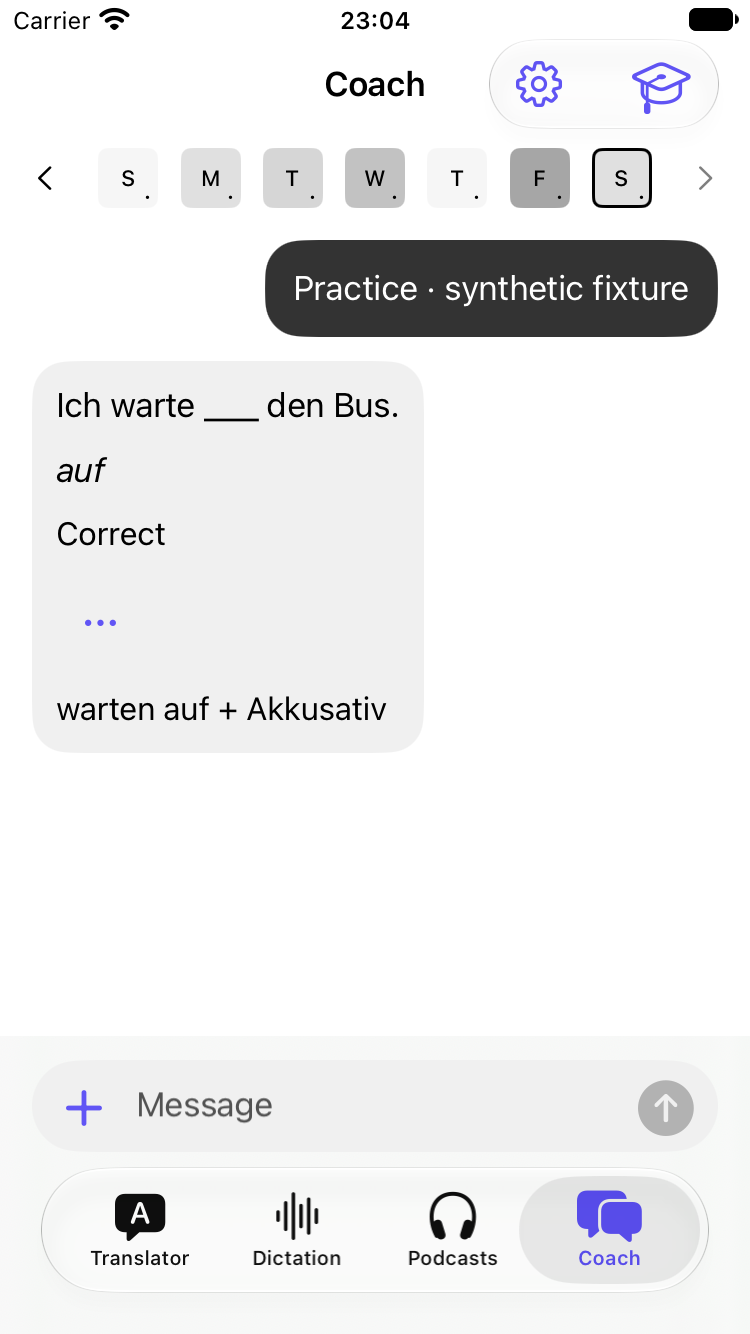 Carrier 23:04
Coach
S. M. T. W. T. F. S.
Practice · synthetic fixture
Ich warte ___ den Bus.
auf
Correct
...
warten auf + Akkusativ
Message
A
Translator Dictation Podcasts Coach